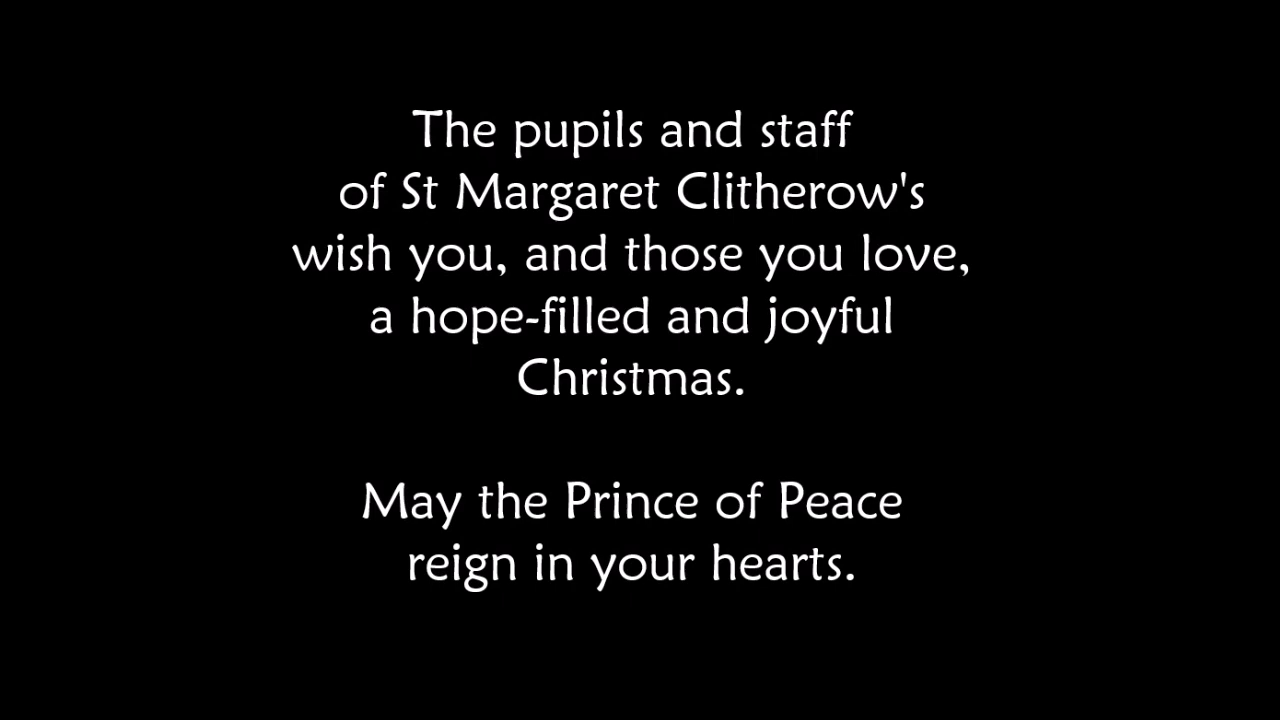 The pupils and staff
of St Margaret Clitherow's
wish you, and those you love,
a hope-filled and joyful
Christmas.
May the Prince of Peace
reign in your hearts.